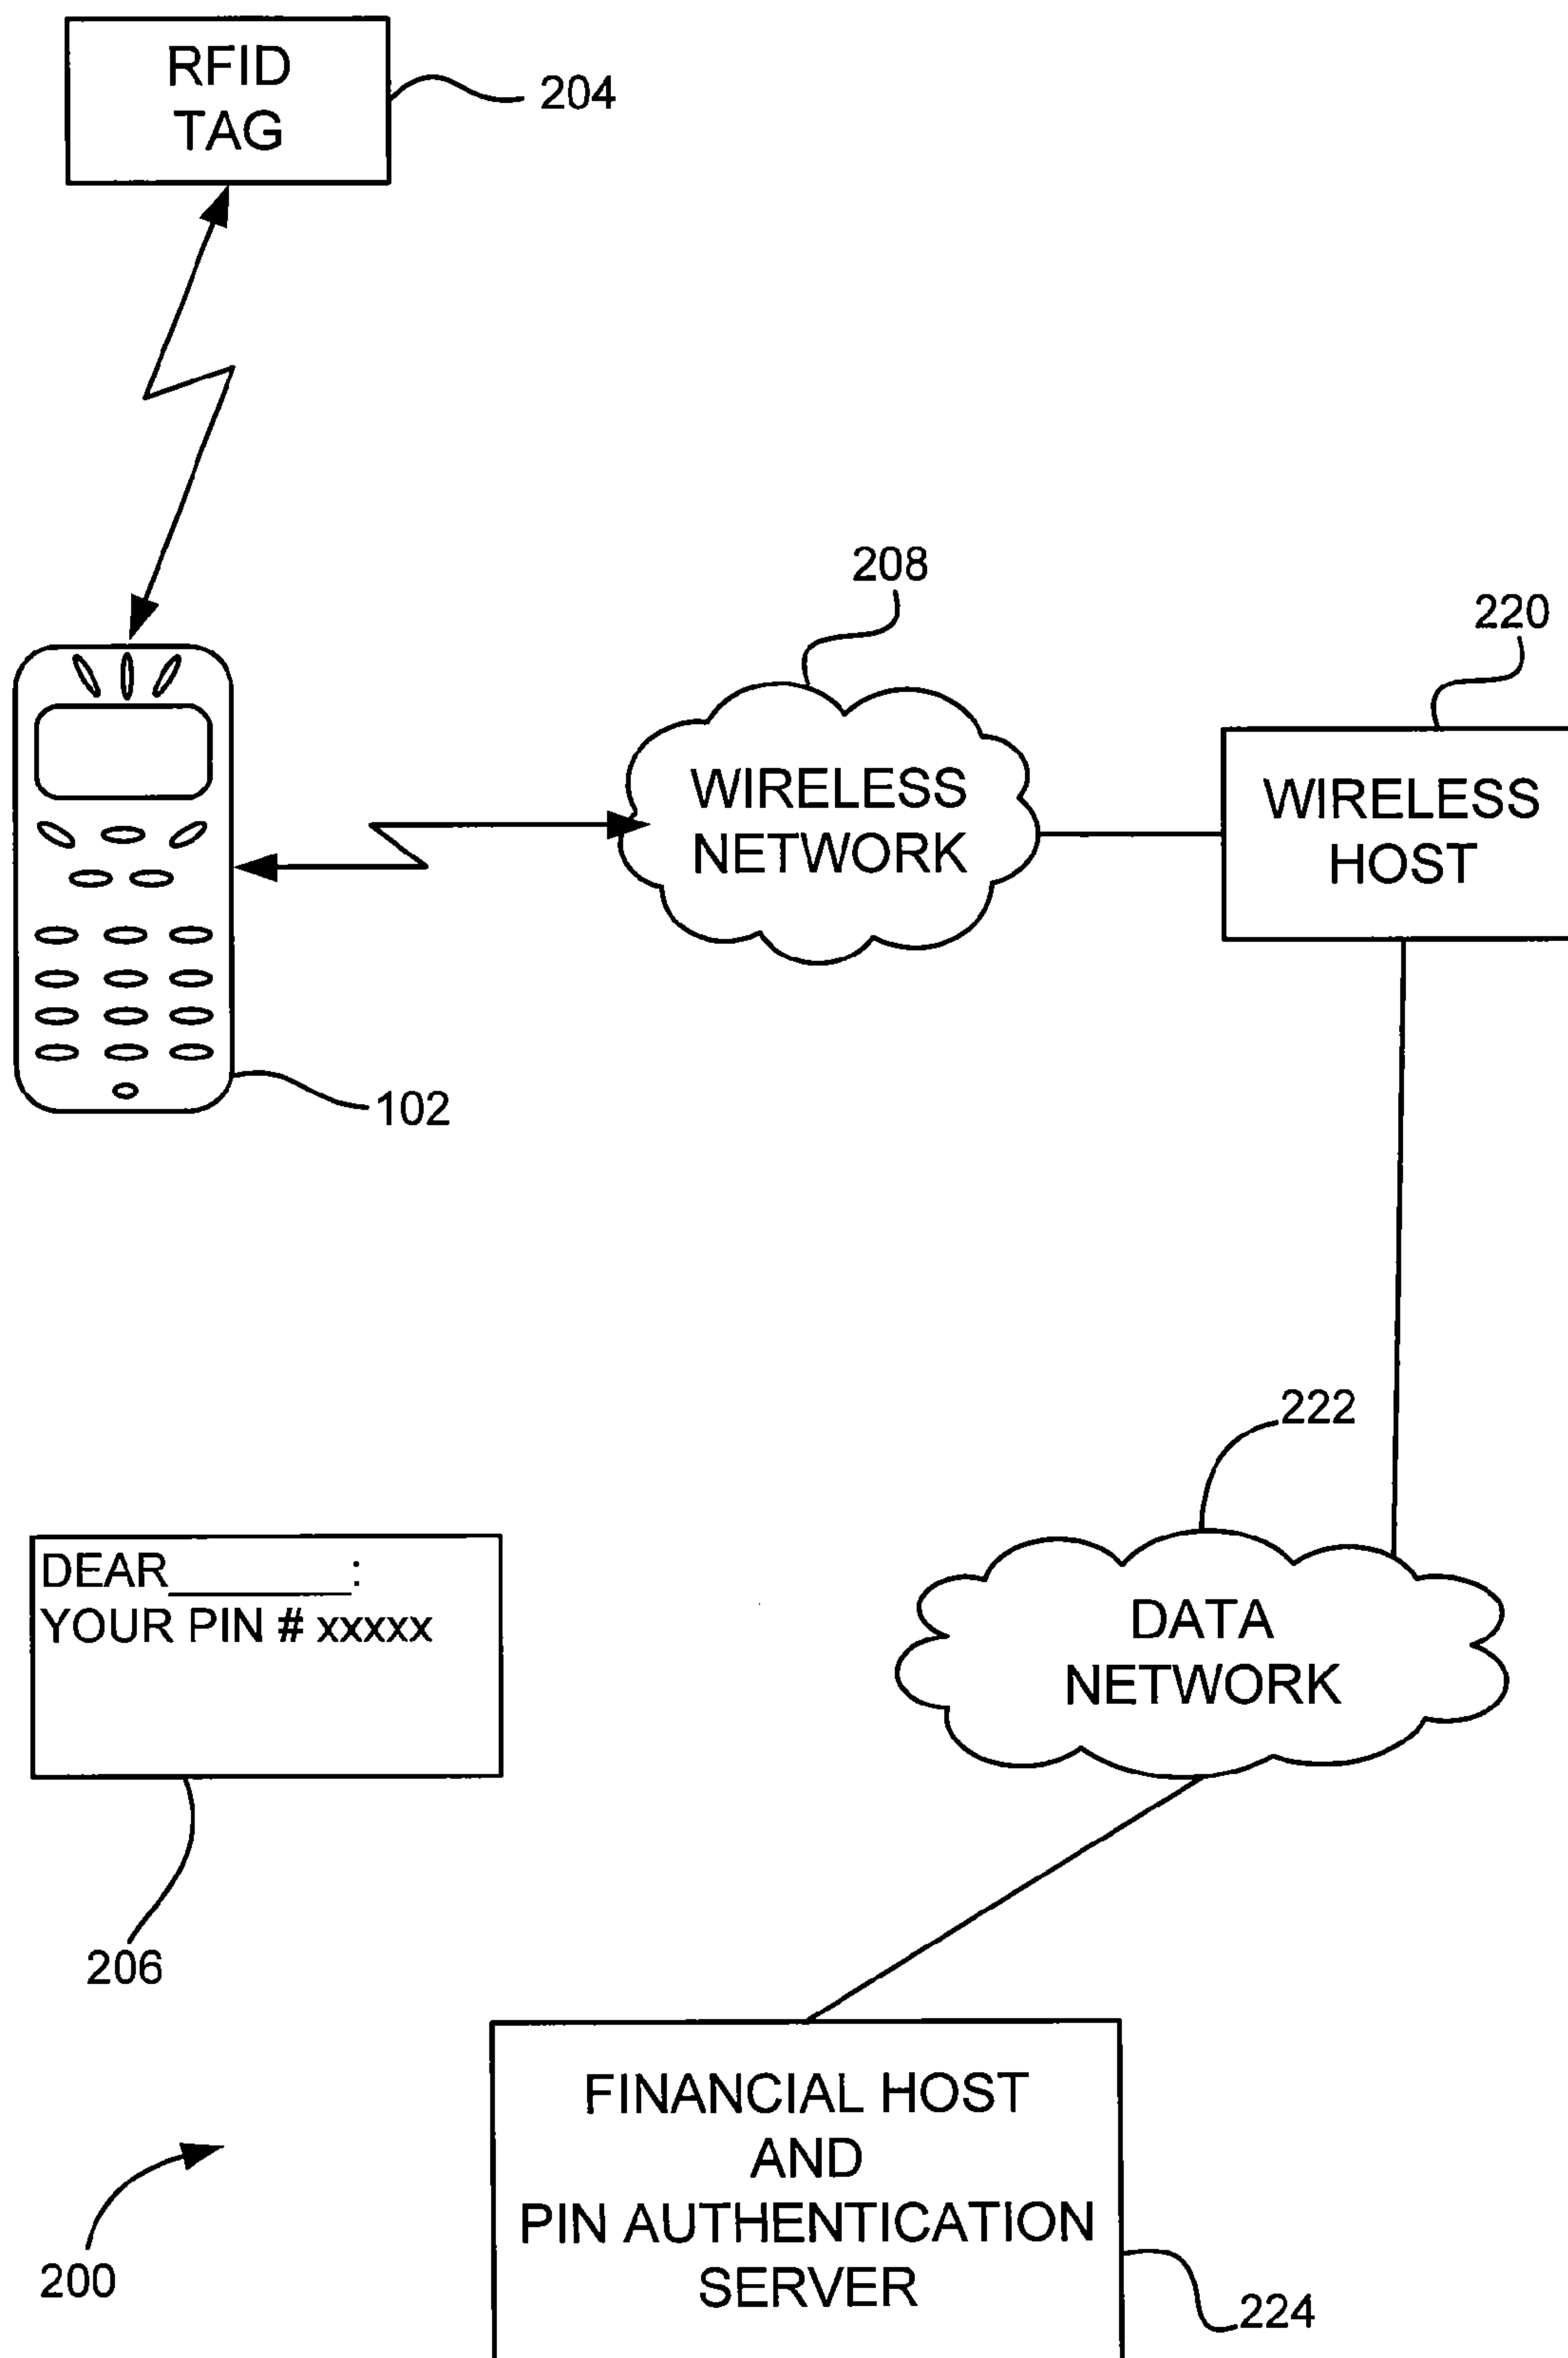 RFID
TAG
204
208
220
WIRELESS
NETWORK
WIRELESS
HOST
102
222
DEAR_______:
YOUR PIN # xxxxx
DATA
NETWORK
206
FINANCIAL HOST
AND
PIN AUTHENTICATION
SERVER
200
224